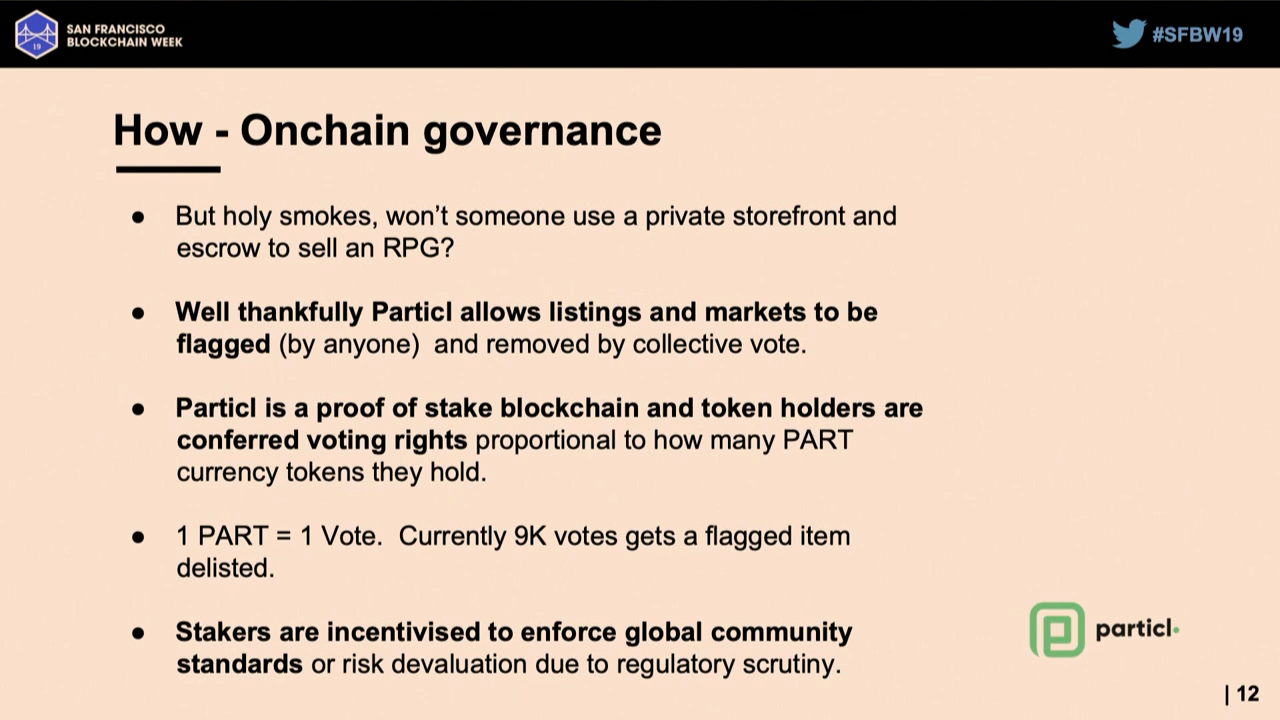 SAN FRANCISCO
BLOCKCHAIN WEEK
19
#SFBW19
How - Onchain governance
● But holy smokes, won’t someone use a private storefront and
escrow to sell an RPG?
● Well thankfully Particl allows listings and markets to be
flagged (by anyone)  and removed by collective vote.
● Particl is a proof of stake blockchain and token holders are
conferred voting rights proportional to how many PART
currency tokens they hold.
● 1 PART = 1 Vote.  Currently 9K votes gets a flagged item
delisted.
● Stakers are incentivised to enforce global community
standards or risk devaluation due to regulatory scrutiny.
particl.
| 12